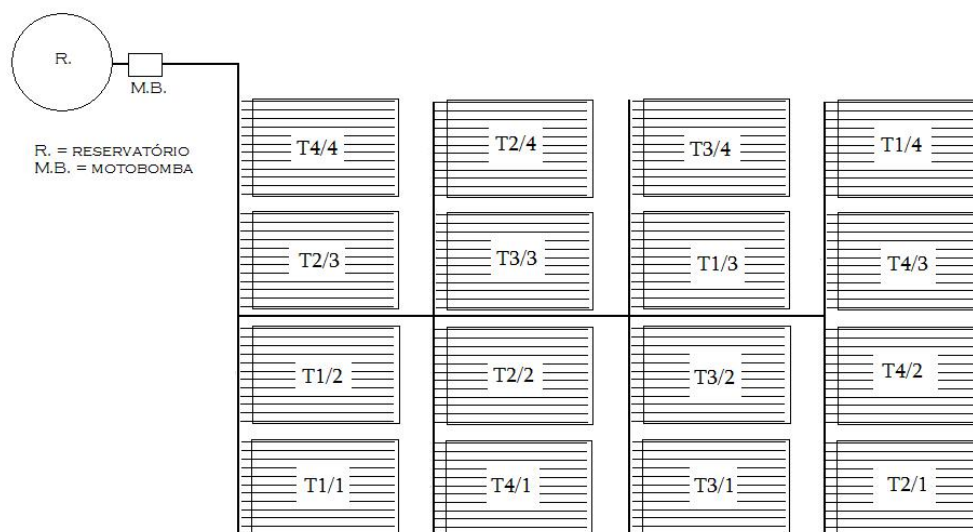 R.
M.B.
R. = RESERVATÓRIO
M.B. = MOTOBOMBA
T4/4 T2/4 T3/4 T1/4
T2/3 T3/3 T1/3 T4/3
T1/2 T2/2 T3/2 T4/2
T1/1 T4/1 T3/1 T2/1